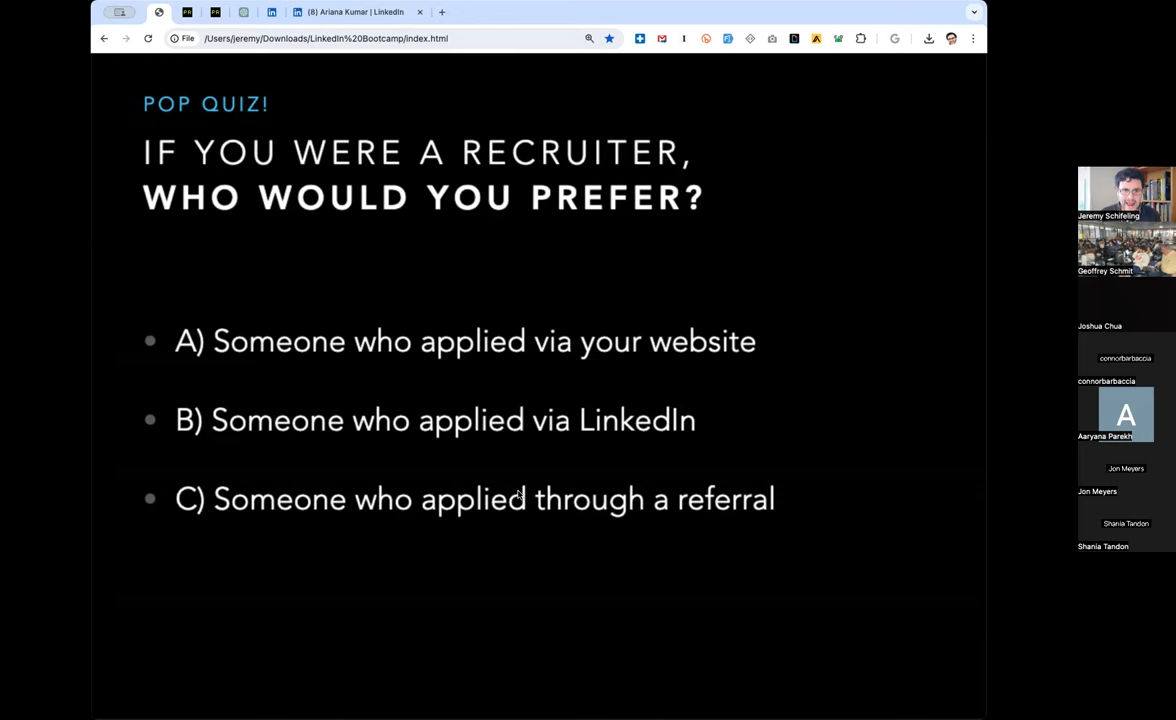 (8) Ariana Kumar | LinkedIn
File
/Users/jeremy/Downloads/LinkedIn%20Bootcamp/index.html
POP QUIZ!
IF YOU WERE A RECRUITER,
WHO WOULD YOU PREFER?
A) Someone who applied via your website
B) Someone who applied via LinkedIn
C) Someone who applied through a referral
Jeremy Schifeling
Geoffrey Schmit
Joshua Chua
connorbarbaccia
connorbarbaccia
A
Aaryana Parekh
Jon Meyers
Jon Meyers
Shania Tandon
Shania Tandon